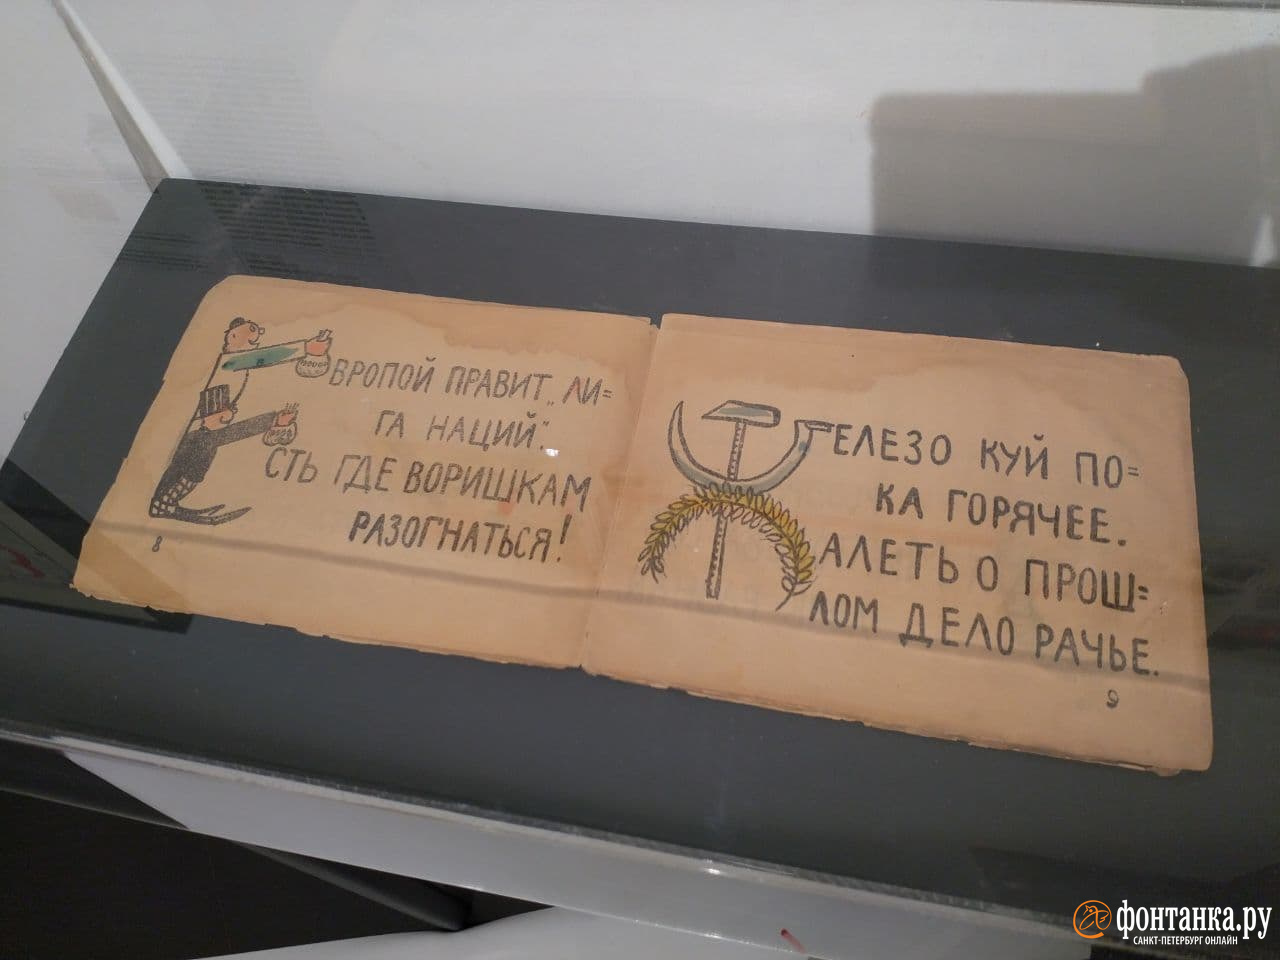 ВРОПОЙ ПРАВИТ „ЛИ=
ГА НАЦИЙ".
СТЬ ГДЕ ВОРИШКАМ
РАЗОГНАТЬСЯ!
8
ЕЛЕЗО КУЙ ПО=
КА ГОРЯЧЕЕ.
АЛЕТЬ О ПРОШ=
ЛОМ ДЕЛО РАЧЬЕ.
9
фонтанка.ру
САНКТ-ПЕТЕРБУРГ ОНЛАЙН